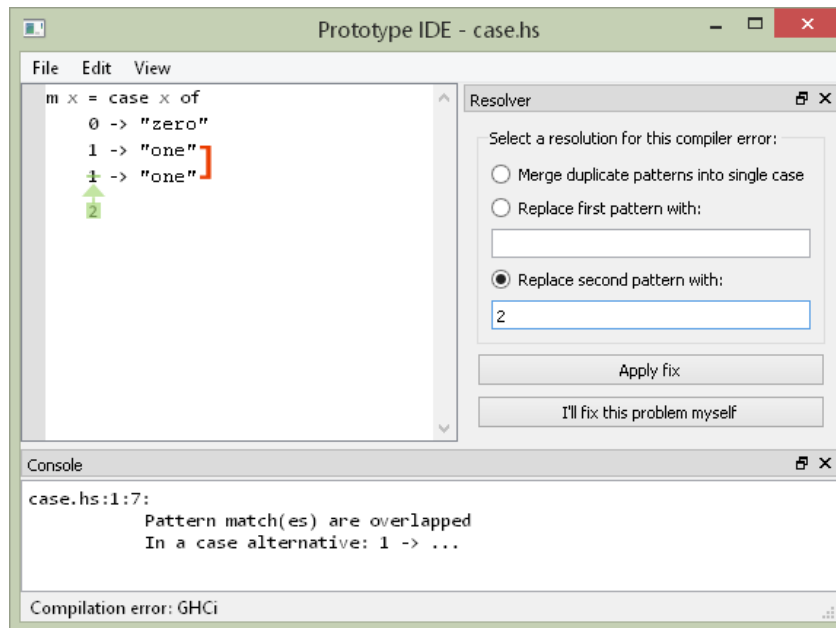 Prototype IDE - case.hs
File Edit View
m x = case x of
0 -> "zero"
1 -> "one"
1 -> "one"
2
Resolver
Select a resolution for this compiler error:
Merge duplicate patterns into single case
Replace first pattern with:
Replace second pattern with:
2
Apply fix
I'll fix this problem myself
Console
case.hs:1:7:
Pattern match(es) are overlapped
In a case alternative: 1 -> ...
Compilation error: GHCi